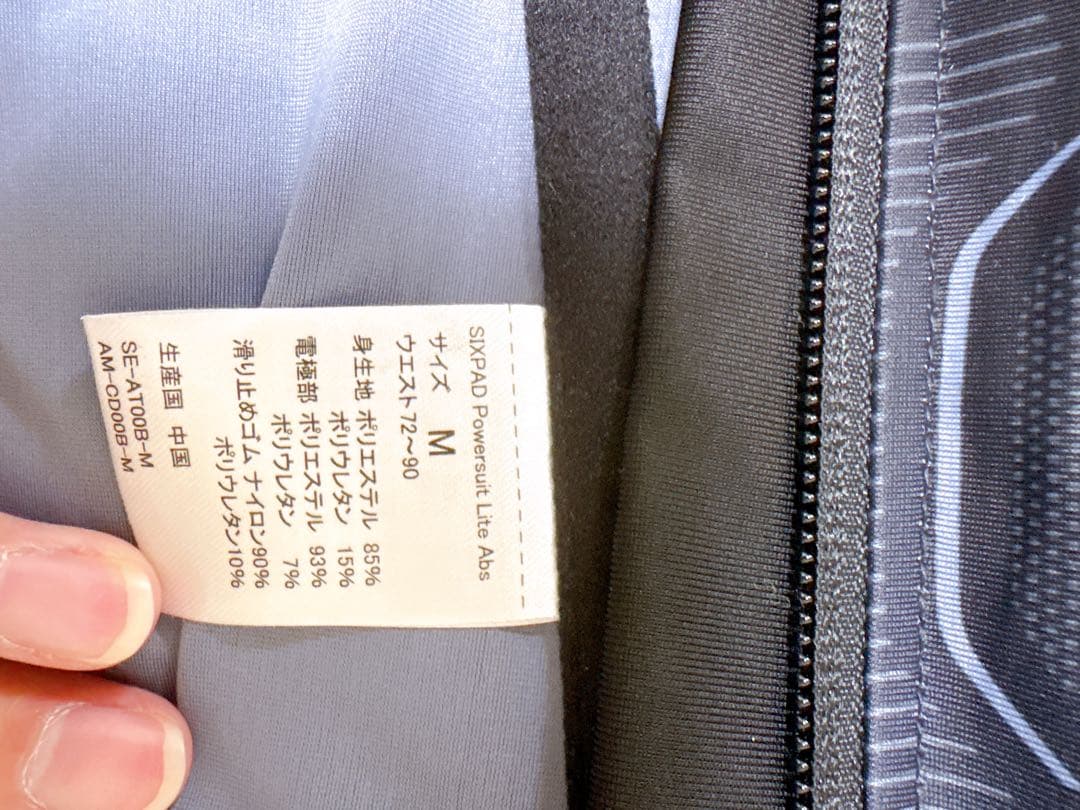 SIXPAD Powersuit Lite Abs
サイズ M
ウエスト72～90
身生地 ポリエステル 85%
ポリウレタン 15%
電極部 ポリエステル 93%
ポリウレタン 7%
滑り止めゴム ナイロン90%
ポリウレタン10%
生産国 中国
SE-AT00B-M
AM-CD00B-M